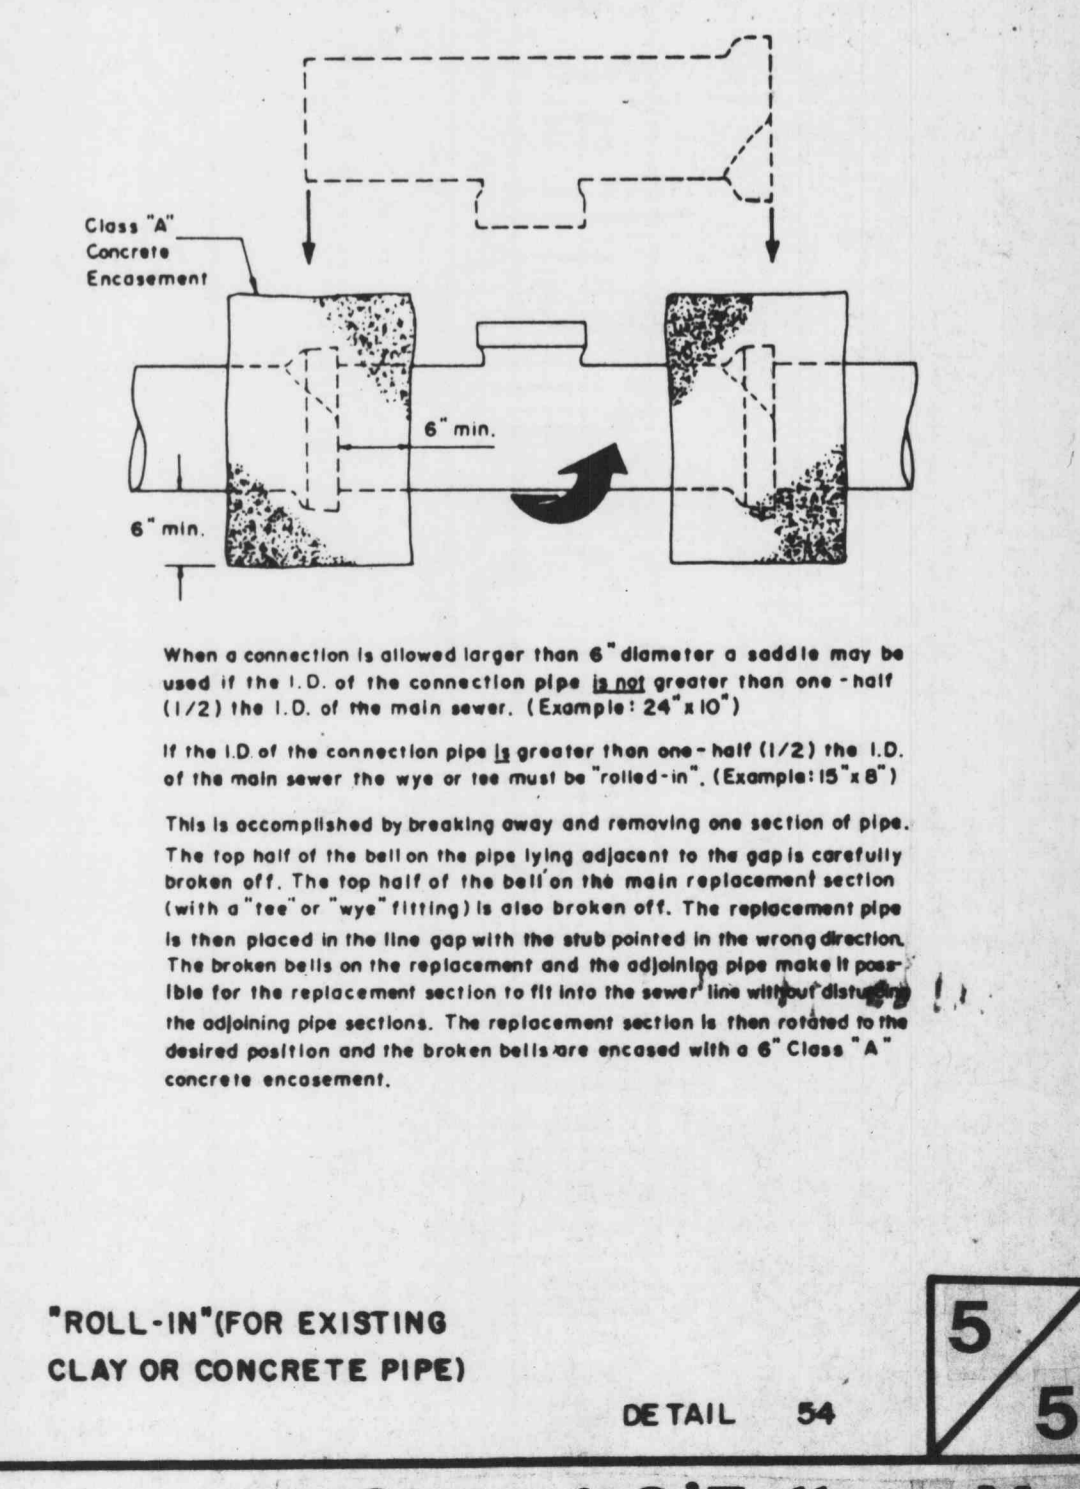 Class "A"
Concrete
Encasement
6" min.
6" min.
When a connection is allowed larger than 6" diameter a saddle may be
used if the I.D. of the connection pipe is not greater than one-half
(1/2) the I.D. of the main sewer. (Example: 24" x 10")
If the I.D. of the connection pipe is greater than one-half (1/2) the I.D.
of the main sewer the wye or tee must be "rolled-in". (Example: 15" x 8")
This is accomplished by breaking away and removing one section of pipe.
The top half of the bell on the pipe lying adjacent to the gap is carefully
broken off. The top half of the bell on the main replacement section
(with a "tee" or "wye" fitting) is also broken off. The replacement pipe
is then placed in the line gap with the stub pointed in the wrong direction.
The broken bells on the replacement and the adjoining pipe make it poss-
ible for the replacement section to fit into the sewer line without disturbing
the adjoining pipe sections. The replacement section is then rotated to the
desired position and the broken bells are encased with a 6" Class "A"
concrete encasement.
"ROLL-IN" (FOR EXISTING
CLAY OR CONCRETE PIPE)
DETAIL 54
5
5